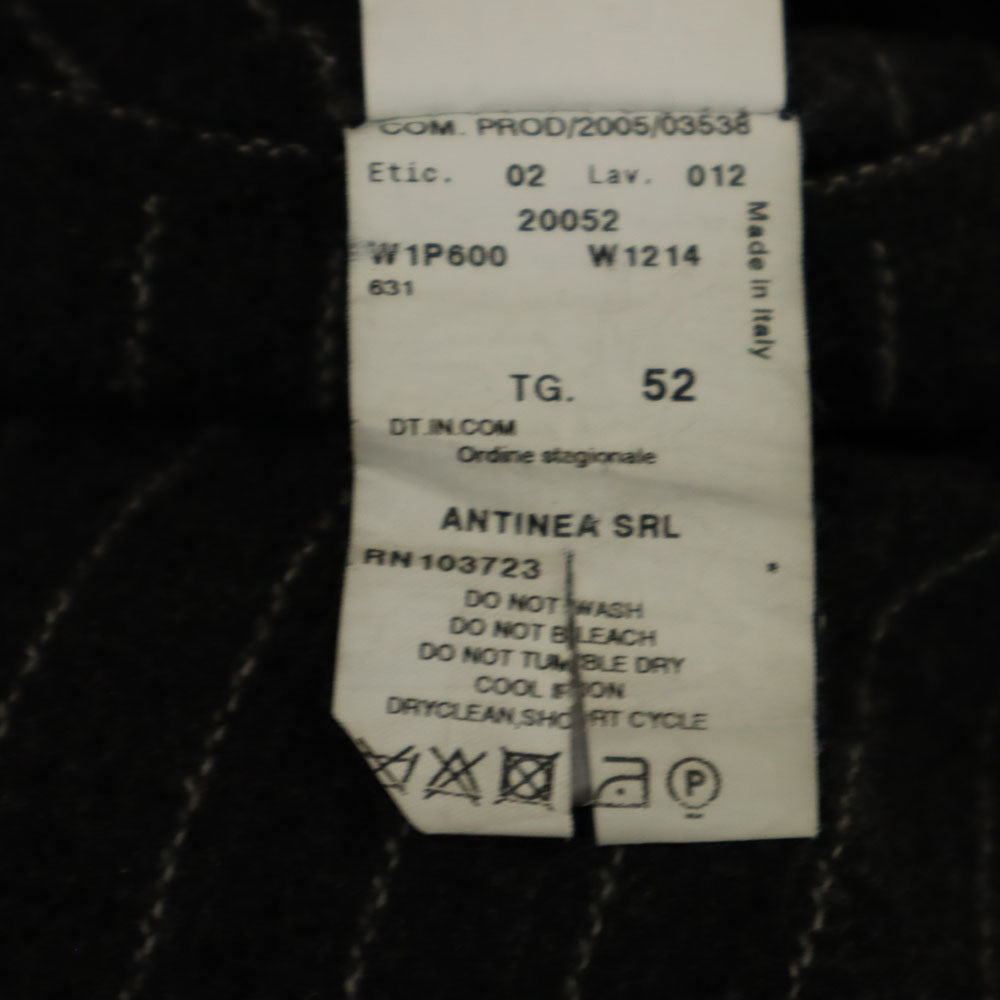 COM. PROD/2005/03538
Etic. 02 Lav. 012
20052
W1P600 W1214
631
Made in Italy
TG. 52
DT.IN.COM
Ordine stagionale
ANTINEA SRL
RN103723 *
DO NOT WASH
DO NOT BLEACH
DO NOT TUMBLE DRY
COOL IRON
DRYCLEAN,SHORT CYCLE
P